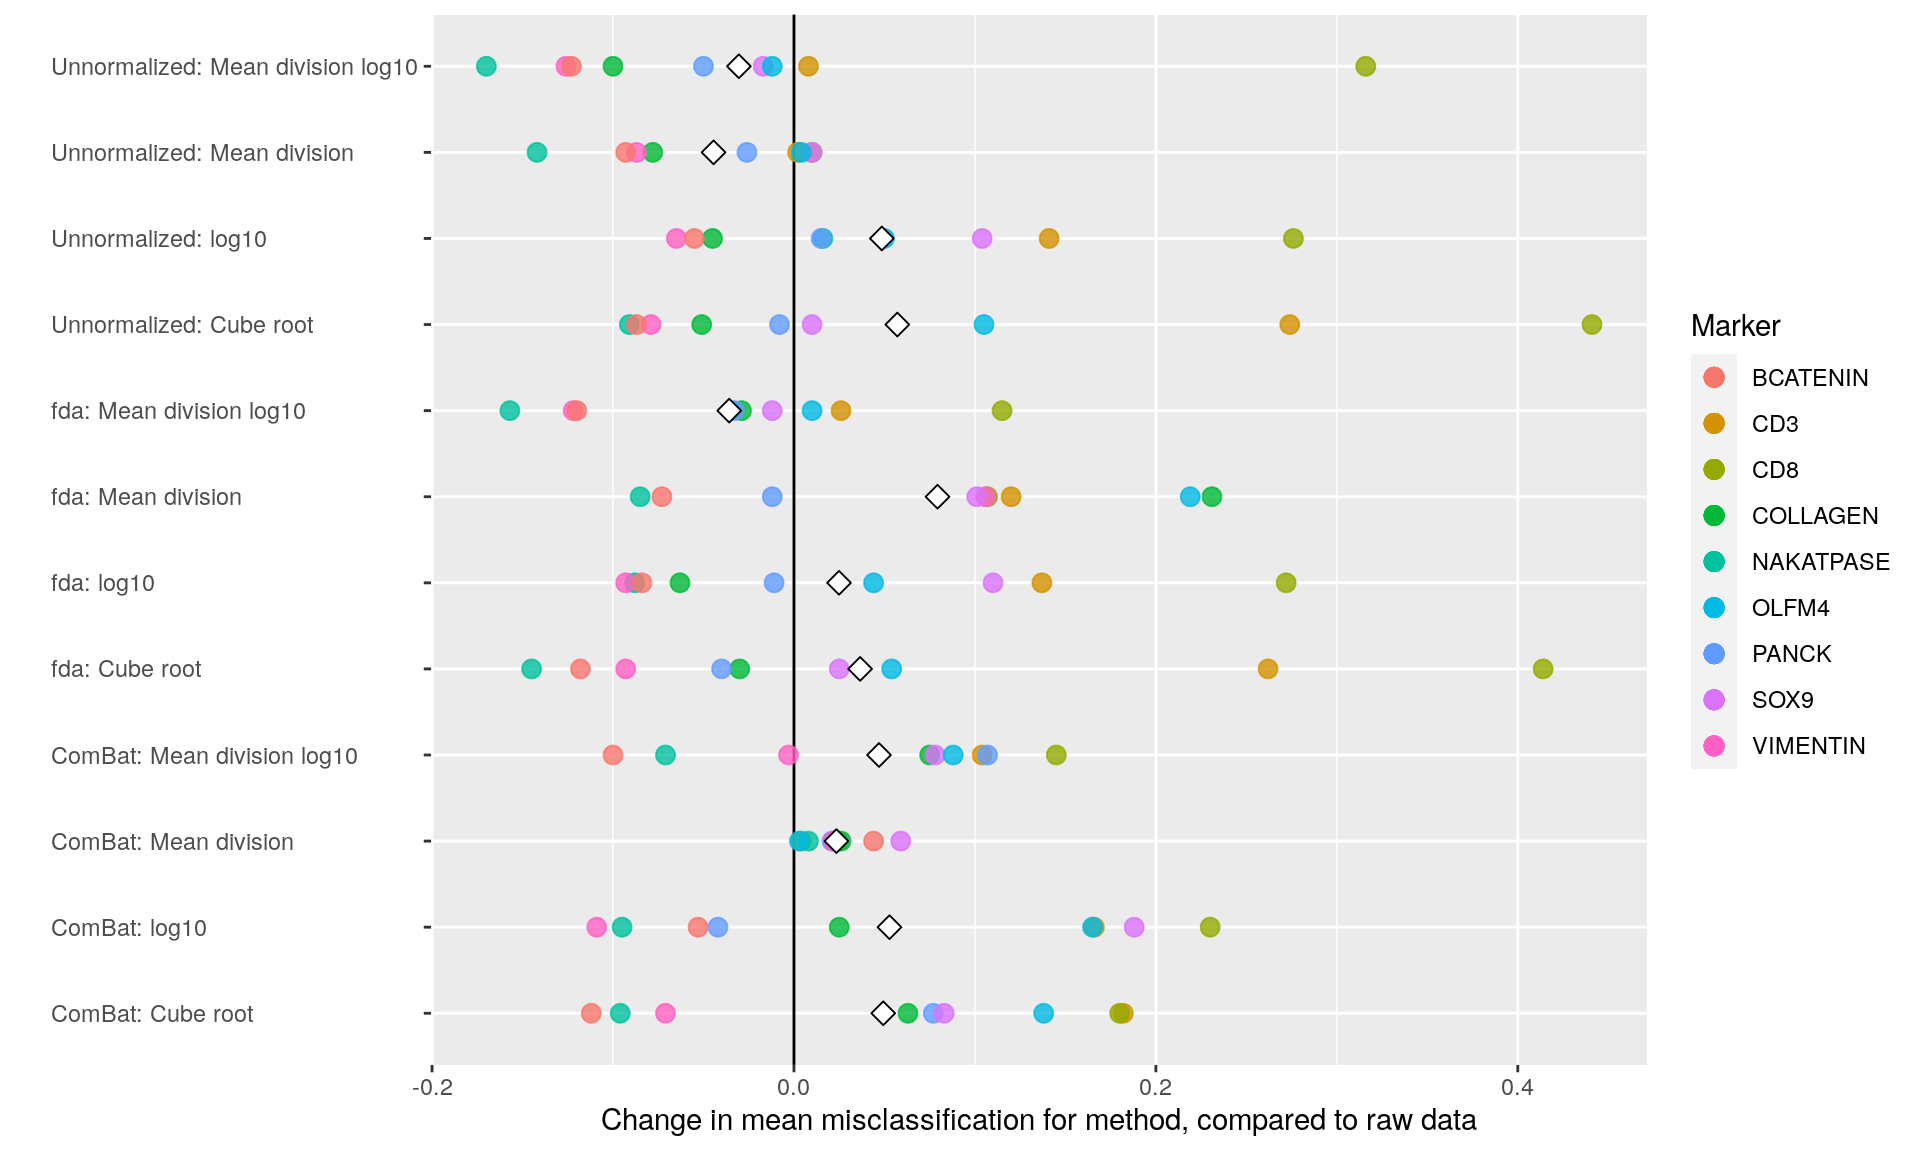 Unnormalized: Mean division log10
Unnormalized: Mean division
Unnormalized: log10
Unnormalized: Cube root
fda: Mean division log10
fda: Mean division
fda: log10
fda: Cube root
ComBat: Mean division log10
ComBat: Mean division
ComBat: log10
ComBat: Cube root
-0.2 0.0 0.2 0.4
Change in mean misclassification for method, compared to raw data
Marker
BCATENIN
CD3
CD8
COLLAGEN
NAKATPASE
OLFM4
PANCK
SOX9
VIMENTIN